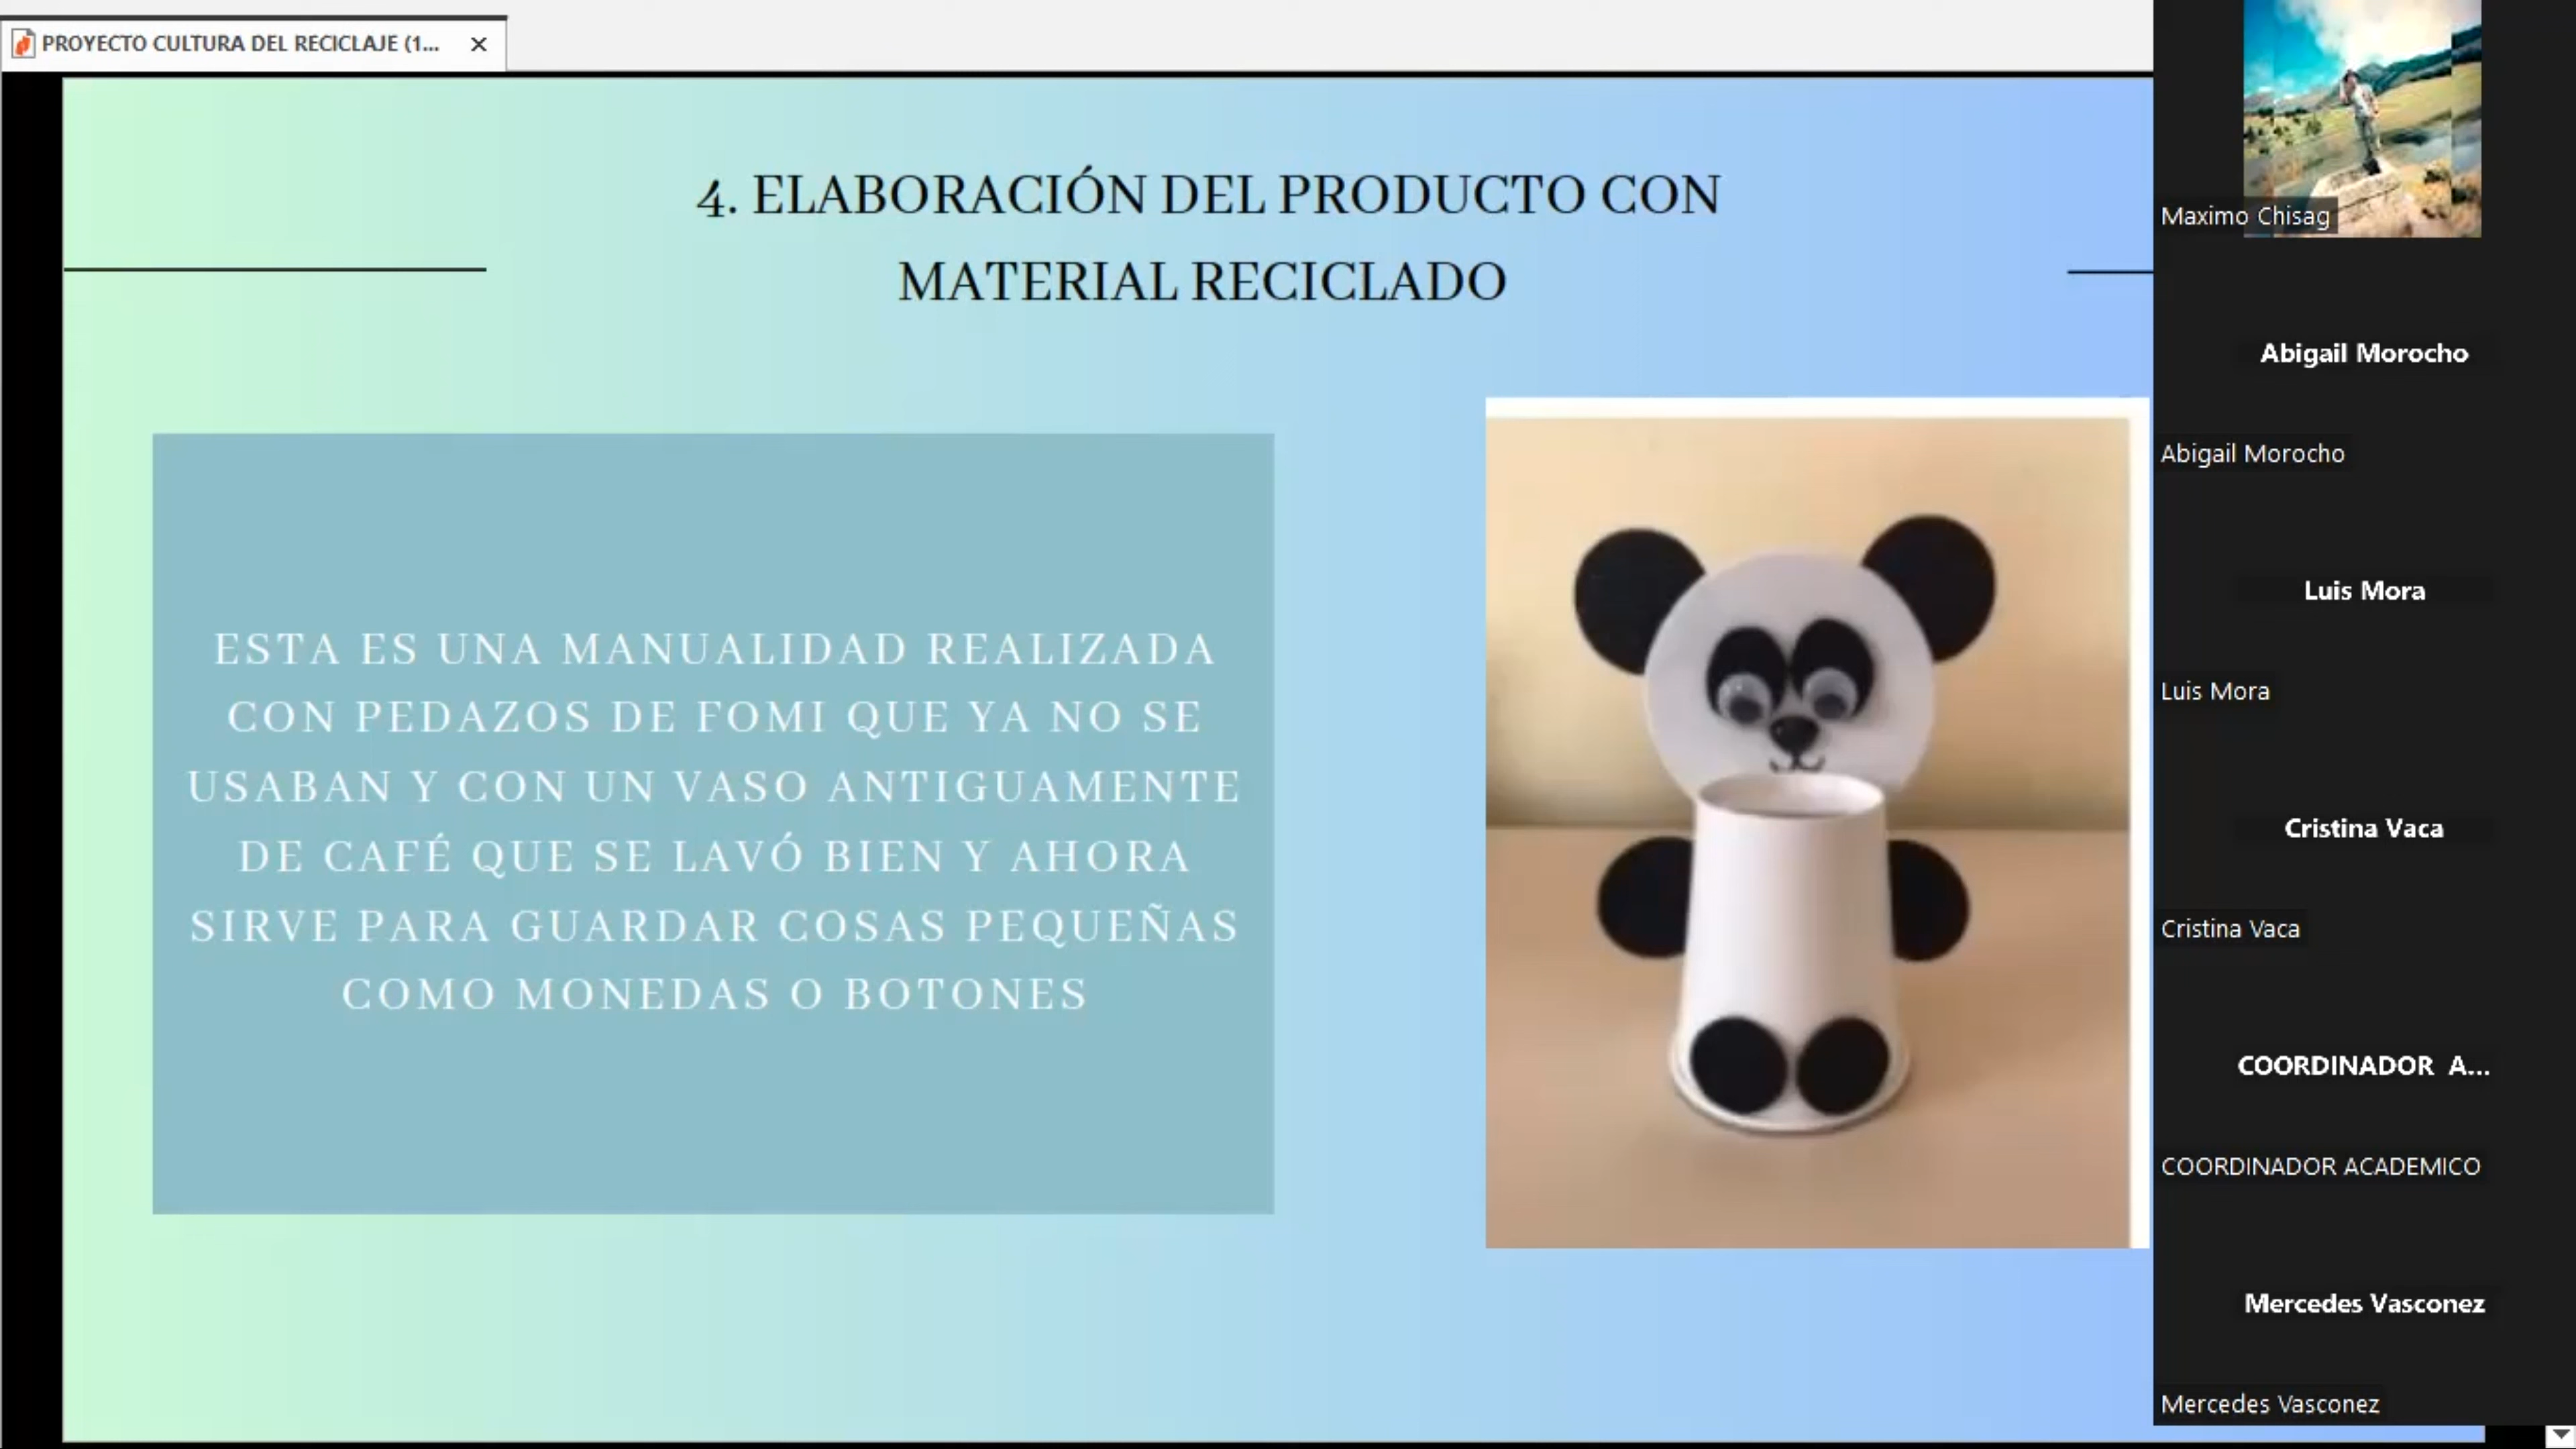 PROYECTO CULTURA DEL RECICLAJE (1...
4. ELABORACIÓN DEL PRODUCTO CON
MATERIAL RECICLADO
ESTA ES UNA MANUALIDAD REALIZADA
CON PEDAZOS DE FOMI QUE YA NO SE
USABAN Y CON UN VASO ANTIGUAMENTE
DE CAFÉ QUE SE LAVÓ BIEN Y AHORA
SIRVE PARA GUARDAR COSAS PEQUEÑAS
COMO MONEDAS O BOTONES
Maximo Chisag
Abigail Morocho
Abigail Morocho
Luis Mora
Luis Mora
Cristina Vaca
Cristina Vaca
COORDINADOR A...
COORDINADOR ACADEMICO
Mercedes Vasconez
Mercedes Vasconez